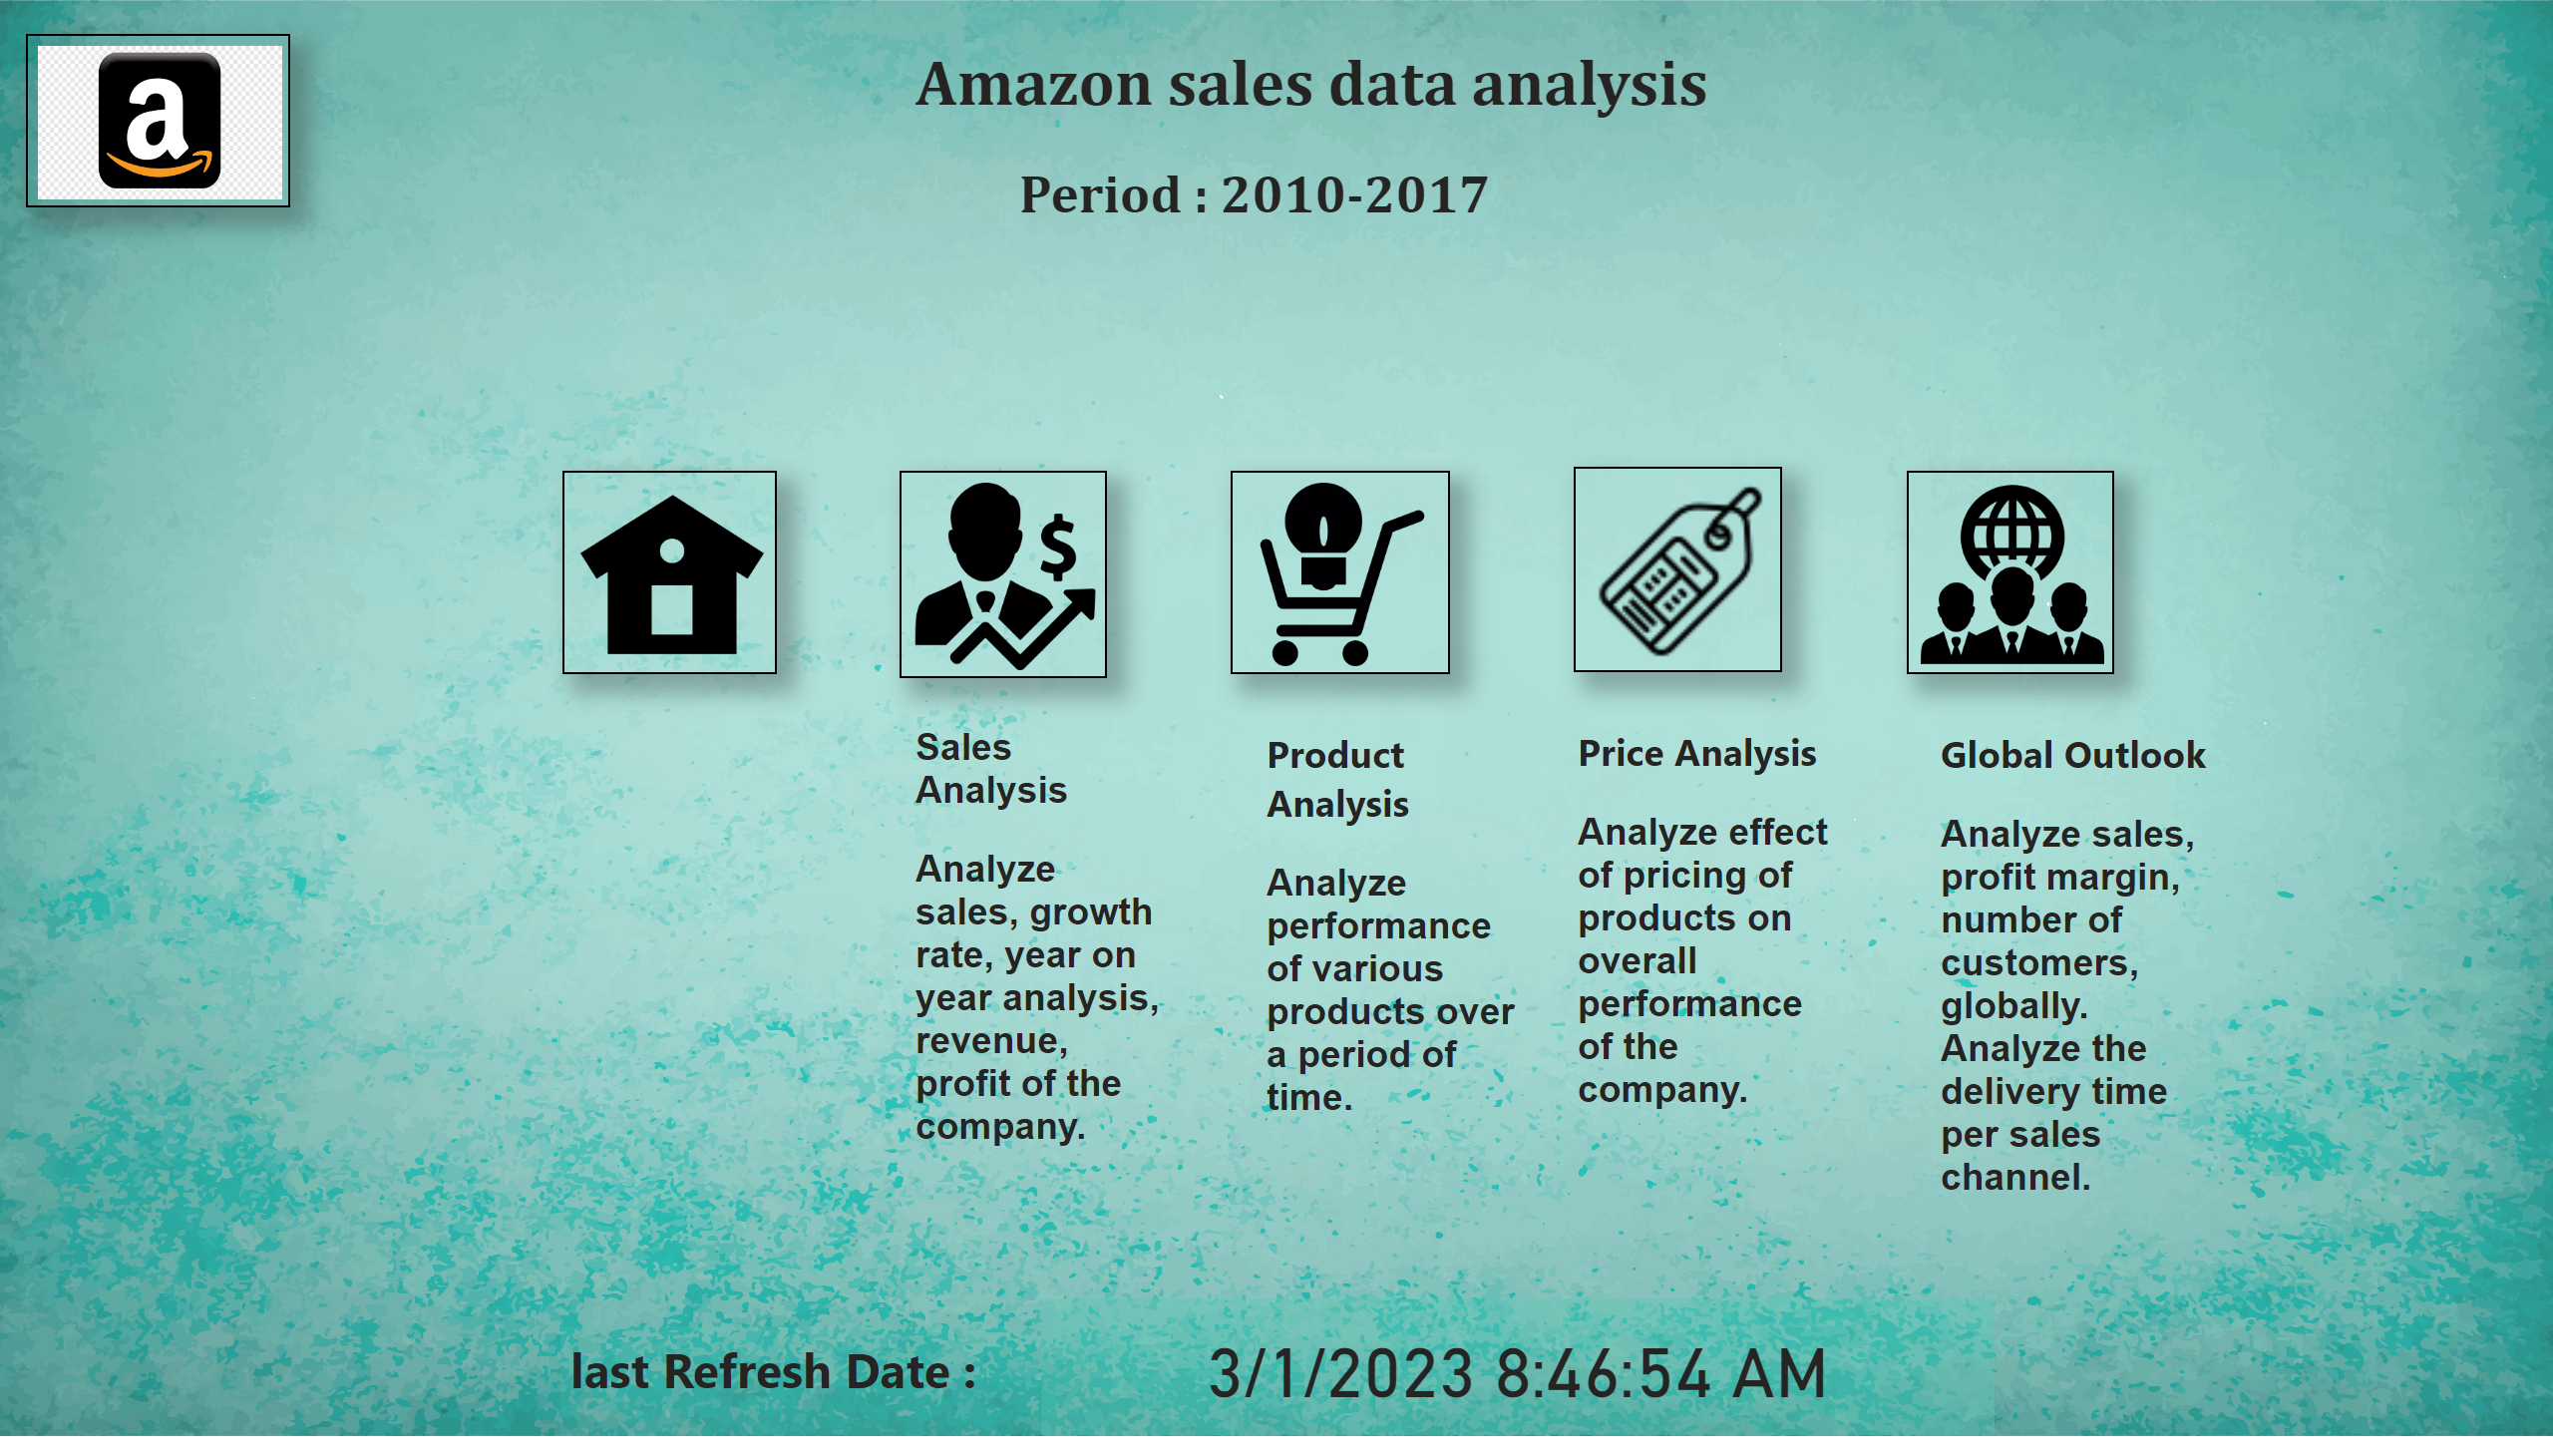 a
Amazon sales data analysis
Period : 2010-2017
$
Sales
Analysis
Analyze
sales, growth
rate, year on
year analysis,
revenue,
profit of the
company.
Product
Analysis
Analyze
performance
of various
products over
a period of
time.
Price Analysis
Analyze effect
of pricing of
products on
overall
performance
of the
company.
Global Outlook
Analyze sales,
profit margin,
number of
customers,
globally.
Analyze the
delivery time
per sales
channel.
last Refresh Date :
3/1/2023 8:46:54 AM